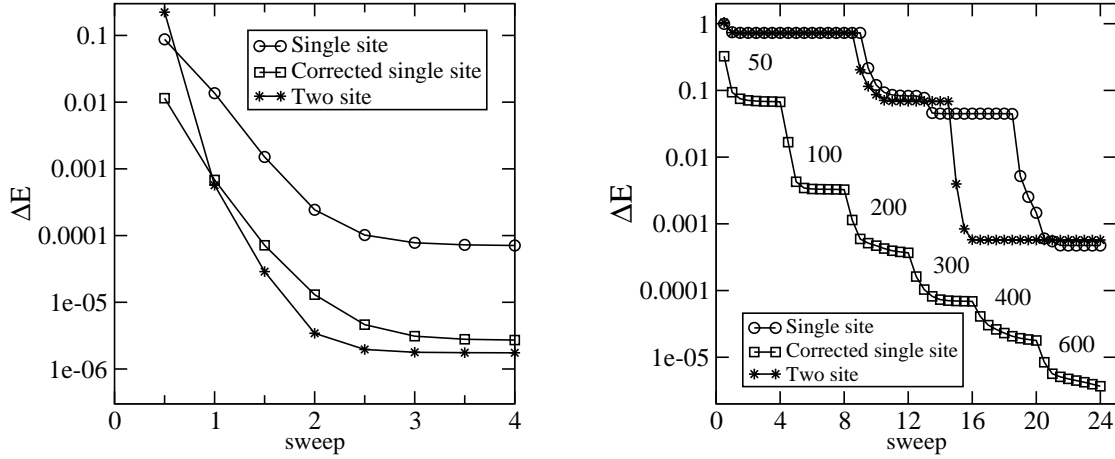 0.1
0.01
0.001
0.0001
1e-05
1e-06
ΔE
0 1 2 3 4
sweep
Single site
Corrected single site
Two site
1
0.1
0.01
0.001
0.0001
1e-05
ΔE
0 4 8 12 16 20 24
sweep
50
100
200
300
400
600
Single site
Corrected single site
Two site